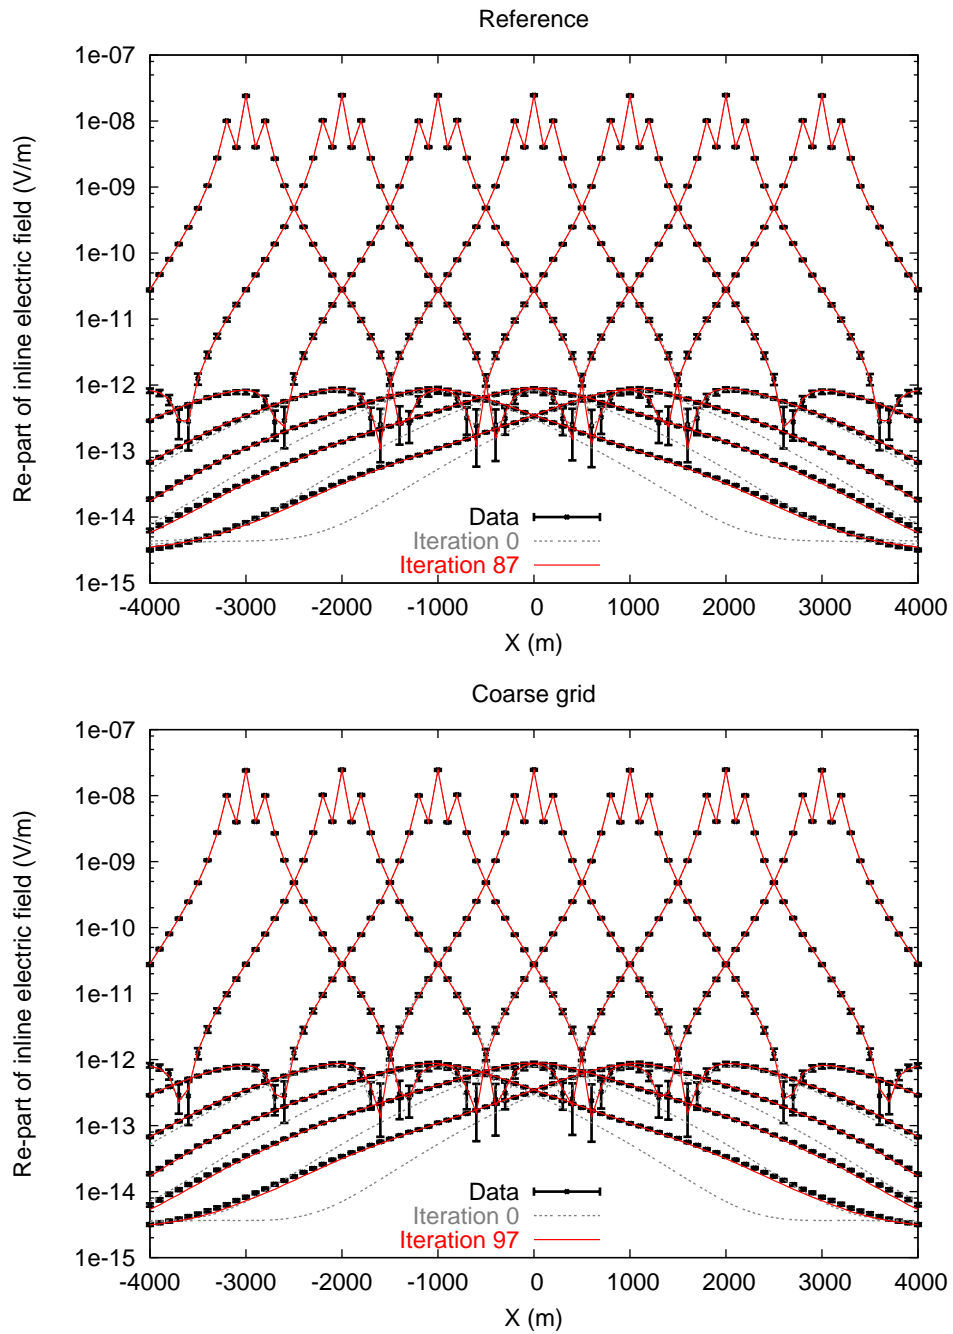 Reference
Re-part of inline electric field (V/m)
1e-07
1e-08
1e-09
1e-10
1e-11
1e-12
1e-13
1e-14
1e-15
Data
Iteration 0
Iteration 87
-4000 -3000 -2000 -1000 0 1000 2000 3000 4000
X (m)
Coarse grid
Re-part of inline electric field (V/m)
1e-07
1e-08
1e-09
1e-10
1e-11
1e-12
1e-13
1e-14
1e-15
Data
Iteration 0
Iteration 97
-4000 -3000 -2000 -1000 0 1000 2000 3000 4000
X (m)